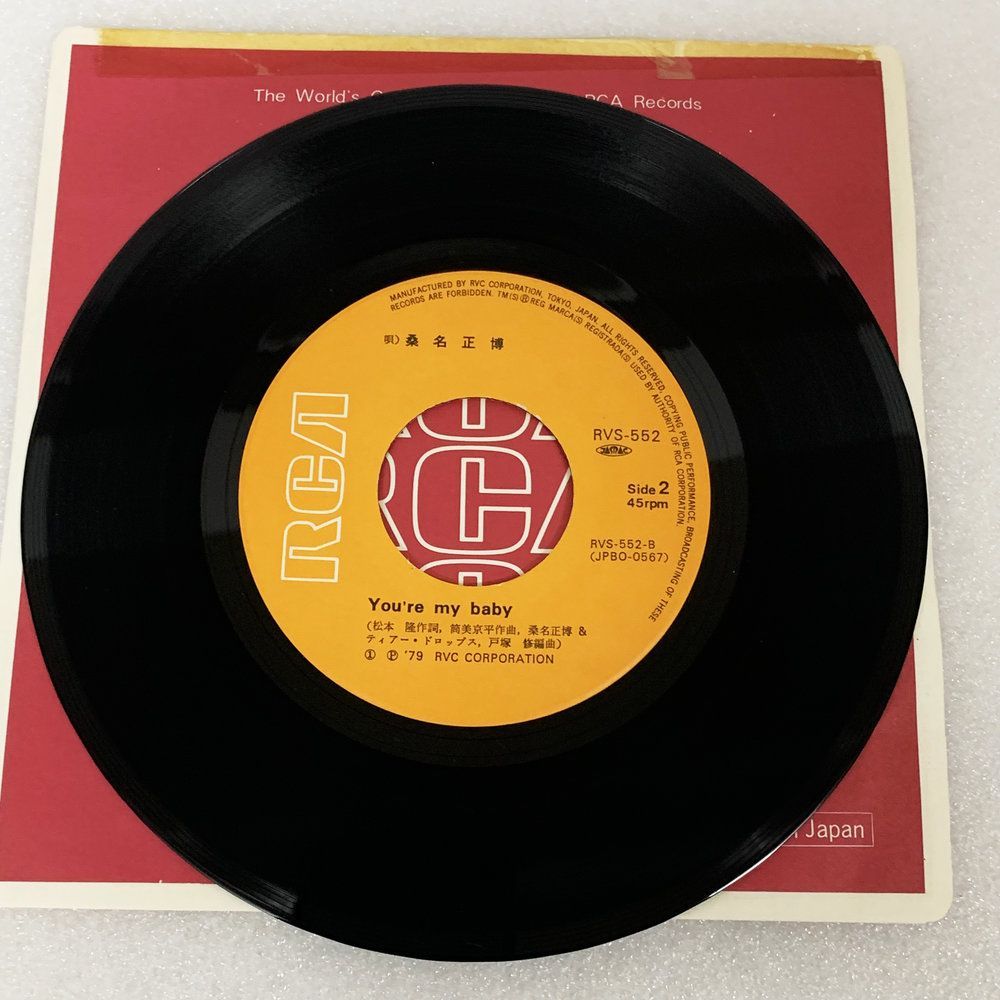 The World's
RCA Records
MANUFACTURED BY RVC CORPORATION, TOKYO, JAPAN. ALL RIGHTS RESERVED. COPYING PUBLIC PERFORMANCE, BROADCASTING OF THESE
RECORDS ARE FORBIDDEN. TM(S) ® REG MARCA(S) REGISTRADA(S) USED BY AUTHORITY OF RCA CORPORATION.
唄) 桑名正博
RCA
RCA
RVS-552
JASRAC
Side 2
45rpm
RVS-552-B
(JPBO-0567)
You're my baby
(松本 隆作詞, 筒美京平作曲, 桑名正博 &
ティアー・ドロップス, 戸塚 修編曲)
① Ⓟ '79 RVC CORPORATION
Japan